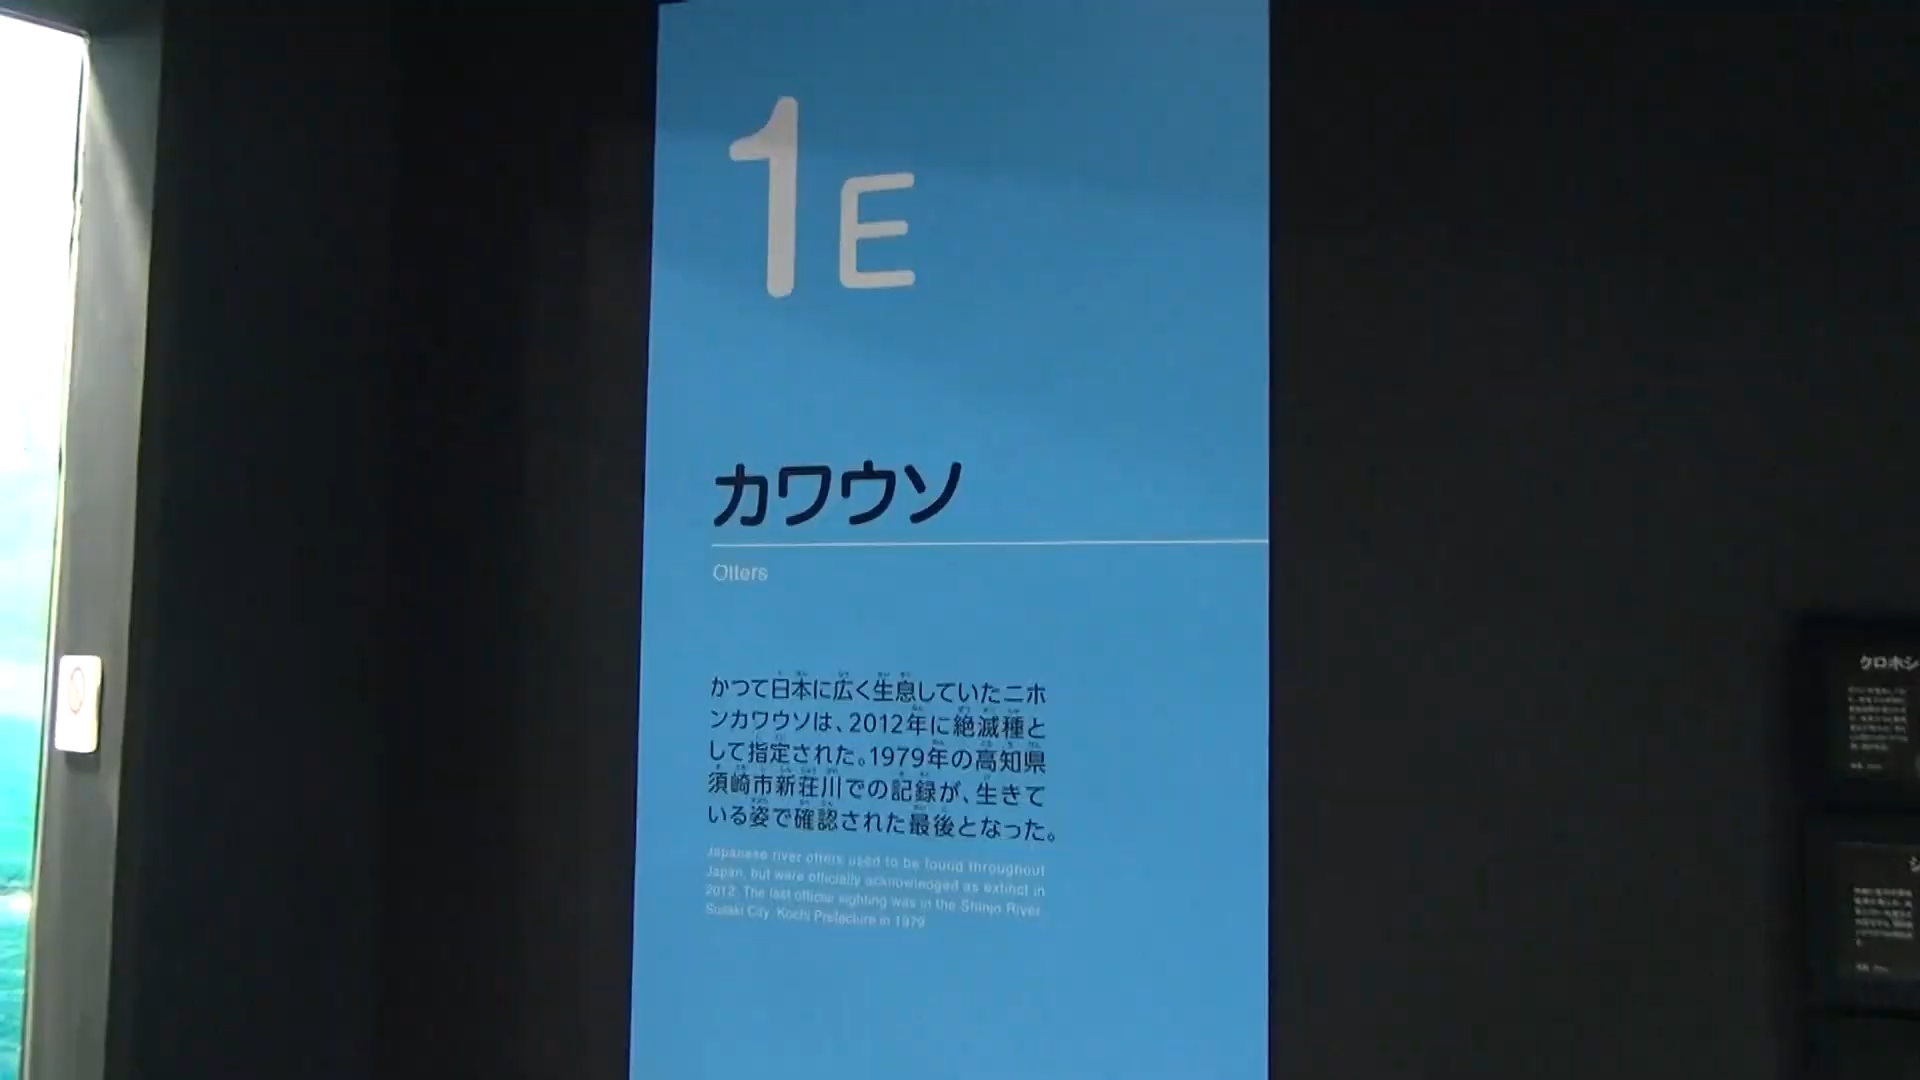 1E
カワウソ
Otters
かつて日本に広く生息していたニホ
ンカワウソは、2012年に絶滅種と
して指定された。1979年の高知県
須崎市新荘川での記録が、生きて
いる姿で確認された最後となった。
Japanese river otters used to be found throughout
Japan, but were officially acknowledged as extinct in
2012. The last official sighting was in the Shinjo River,
Susaki City, Kochi Prefecture in 1979
クロホシ